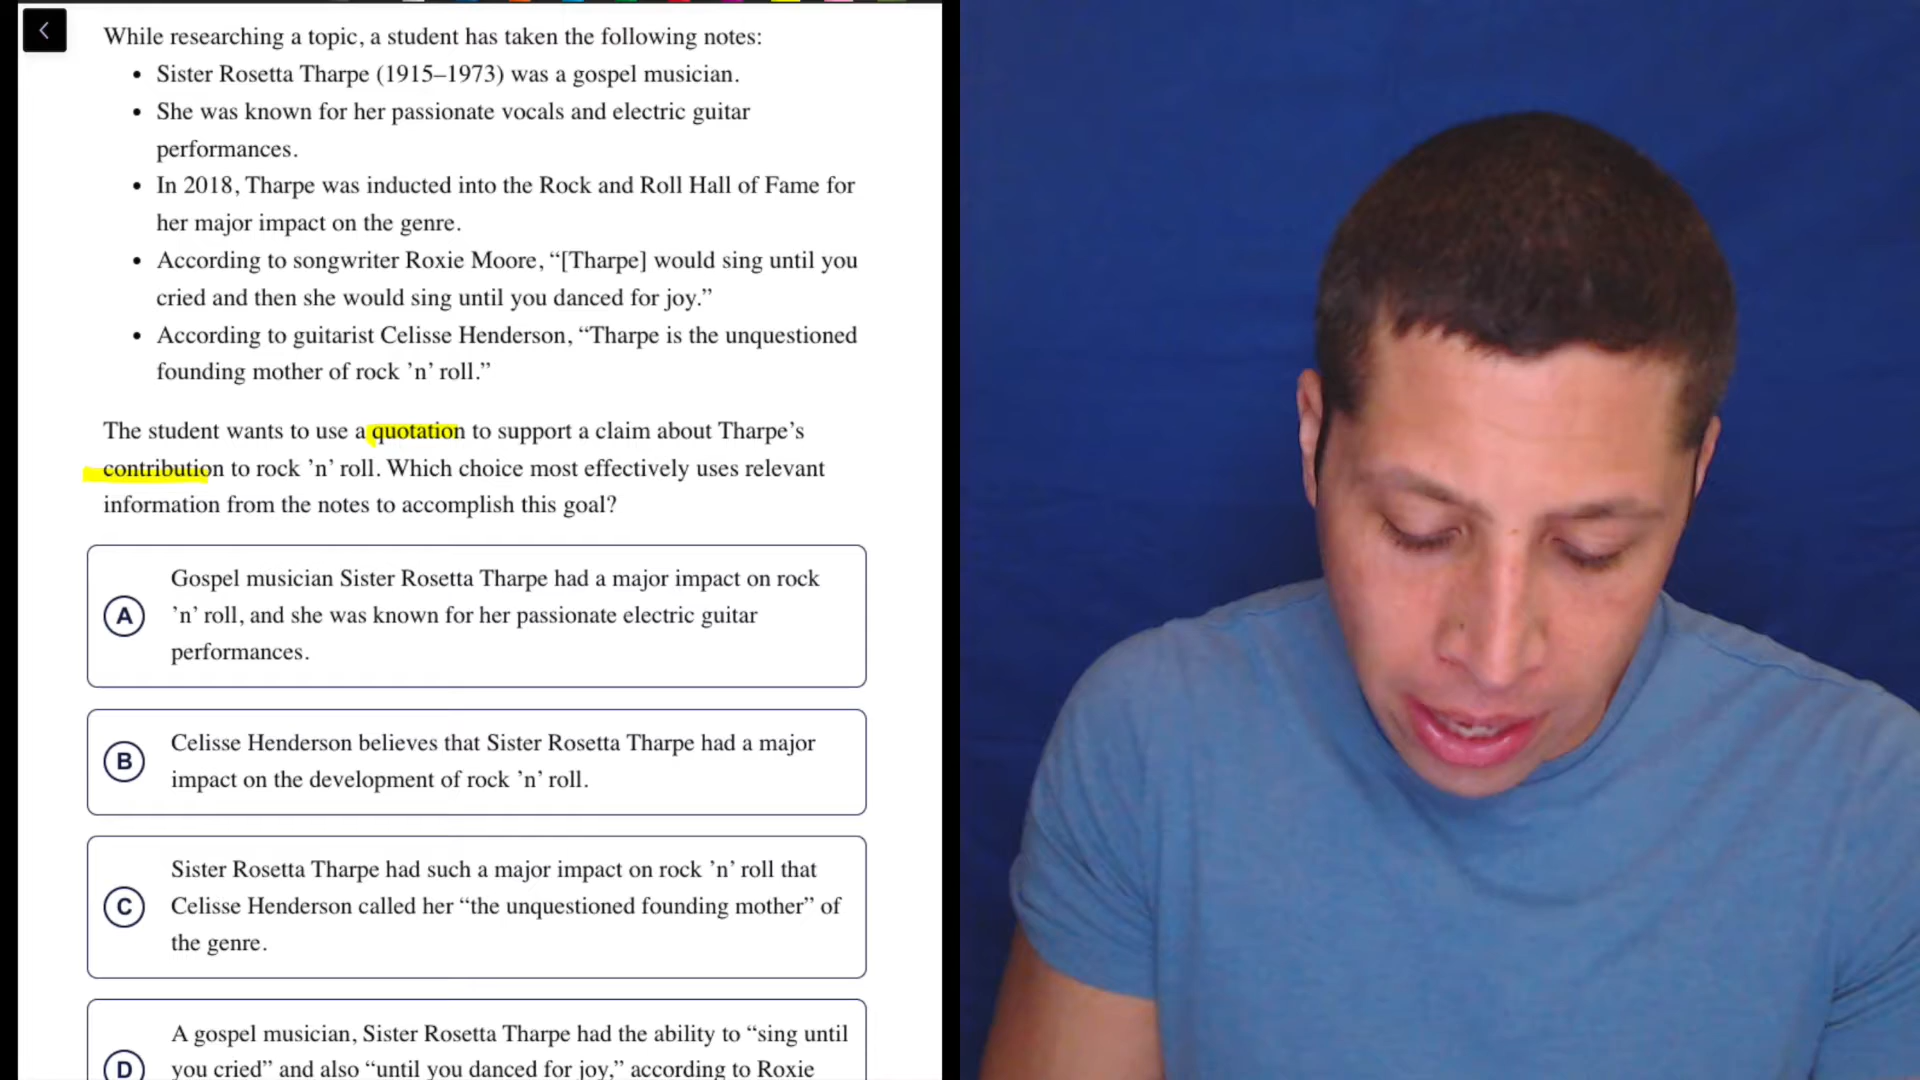 While researching a topic, a student has taken the following notes:
• Sister Rosetta Tharpe (1915–1973) was a gospel musician.
• She was known for her passionate vocals and electric guitar
performances.
• In 2018, Tharpe was inducted into the Rock and Roll Hall of Fame for
her major impact on the genre.
• According to songwriter Roxie Moore, “[Tharpe] would sing until you
cried and then she would sing until you danced for joy.”
• According to guitarist Celisse Henderson, “Tharpe is the unquestioned
founding mother of rock ’n’ roll.”
The student wants to use a quotation to support a claim about Tharpe’s
contribution to rock ’n’ roll. Which choice most effectively uses relevant
information from the notes to accomplish this goal?
Gospel musician Sister Rosetta Tharpe had a major impact on rock
A ’n’ roll, and she was known for her passionate electric guitar
performances.
Celisse Henderson believes that Sister Rosetta Tharpe had a major
B impact on the development of rock ’n’ roll.
Sister Rosetta Tharpe had such a major impact on rock ’n’ roll that
C Celisse Henderson called her “the unquestioned founding mother” of
the genre.
A gospel musician, Sister Rosetta Tharpe had the ability to “sing until
D you cried” and also “until you danced for joy,” according to Roxie